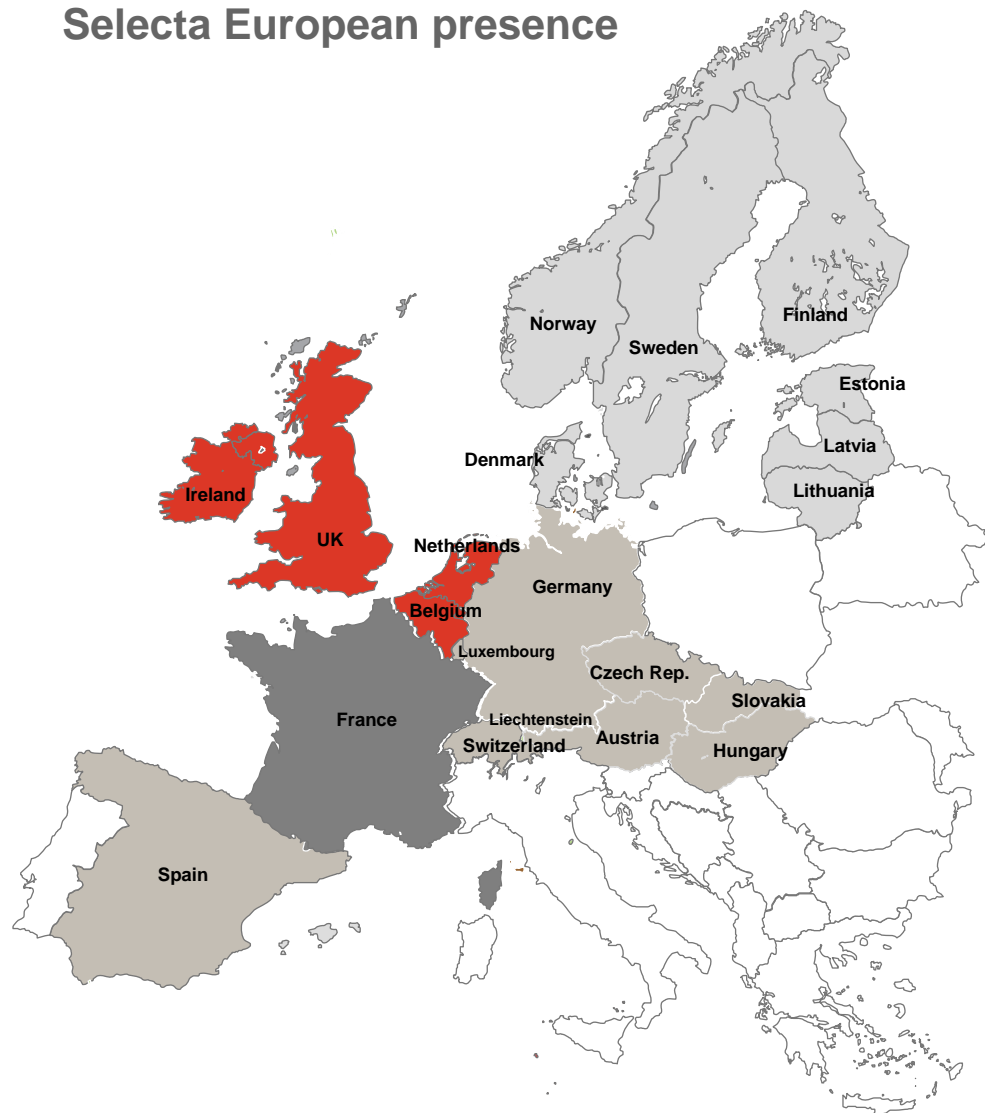 Selecta European presence
Norway
Finland
Sweden
Estonia
Latvia
Denmark
Lithuania
Ireland
UK
Netherlands
Germany
Belgium
Luxembourg
Czech Rep.
Slovakia
France
Liechtenstein
Switzerland
Austria
Hungary
Spain